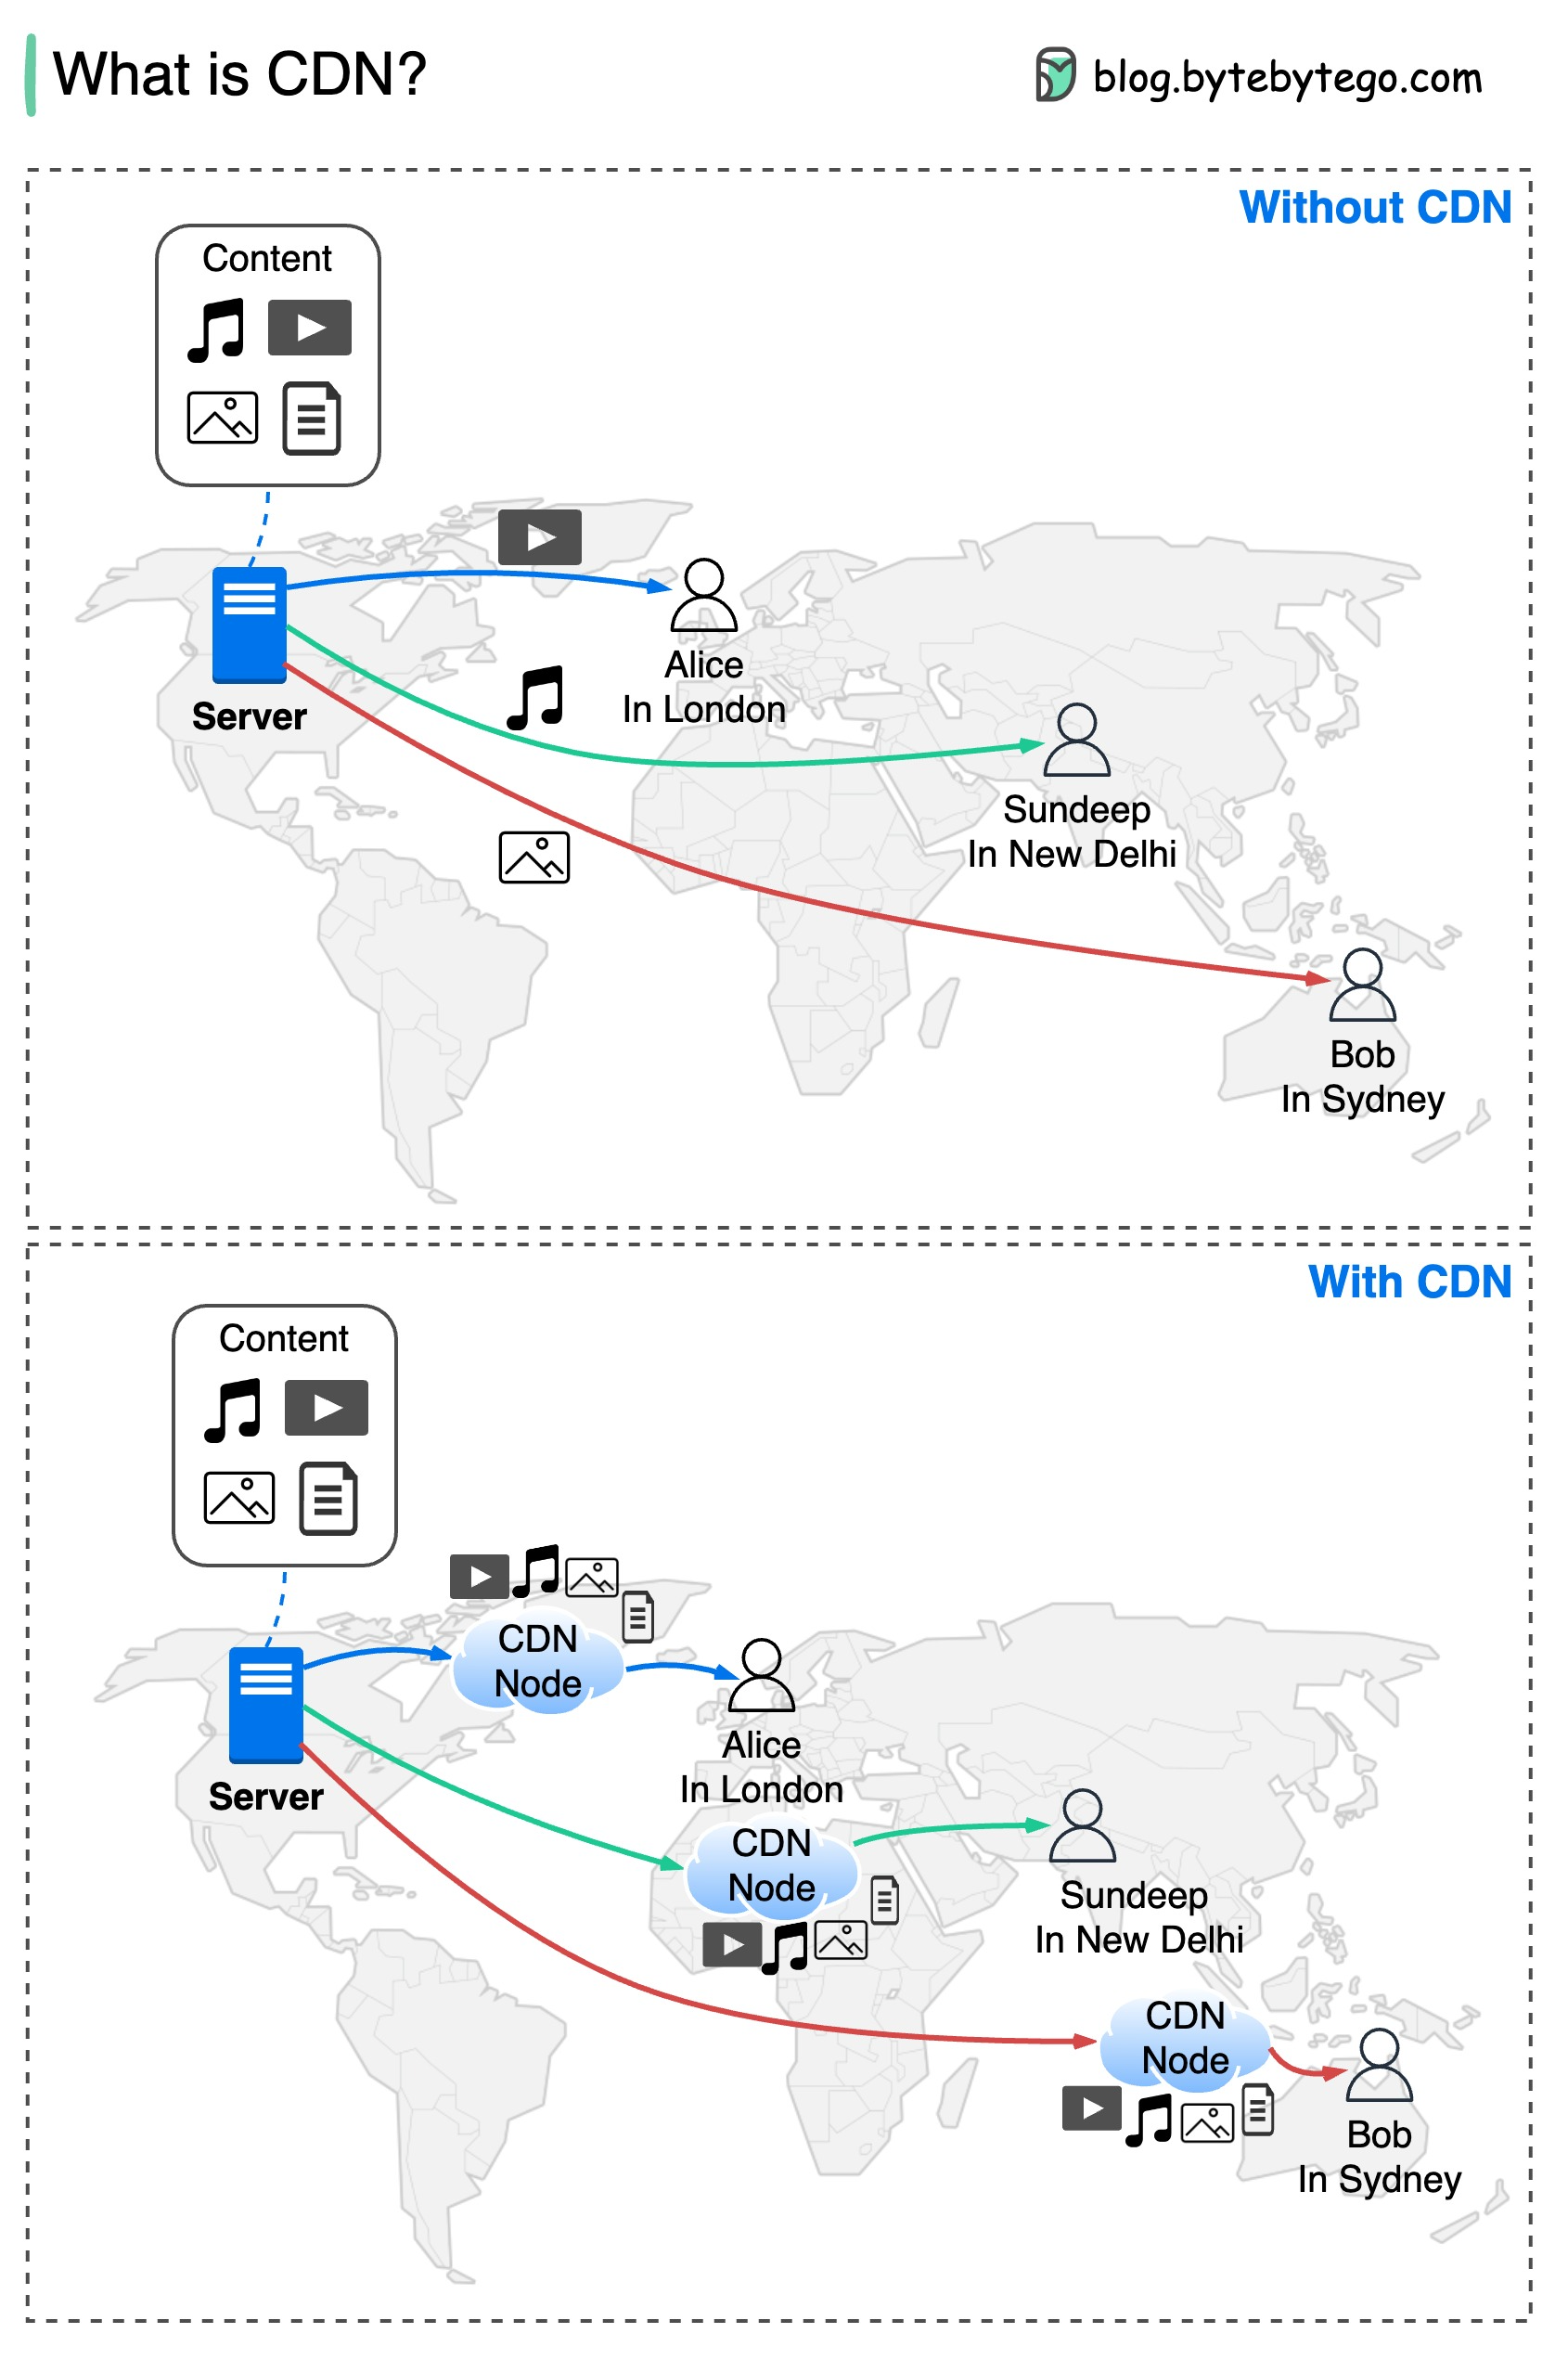 What is CDN?
blog.bytebytego.com
Without CDN
Content
Server
Alice
In London
Sundeep
In New Delhi
Bob
In Sydney
With CDN
Content
CDN
Node
Server
Alice
In London
CDN
Node
Sundeep
In New Delhi
CDN
Node
Bob
In Sydney